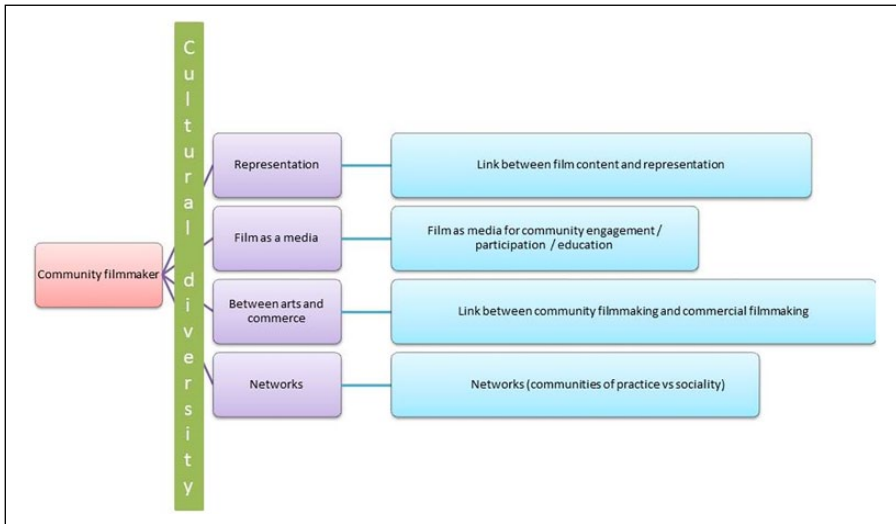 Cultural diversity
Community filmmaker
Representation
Link between film content and representation
Film as a media
Film as media for community engagement /
participation / education
Between arts and
commerce
Link between community filmmaking and commercial filmmaking
Networks
Networks (communities of practice vs sociality)